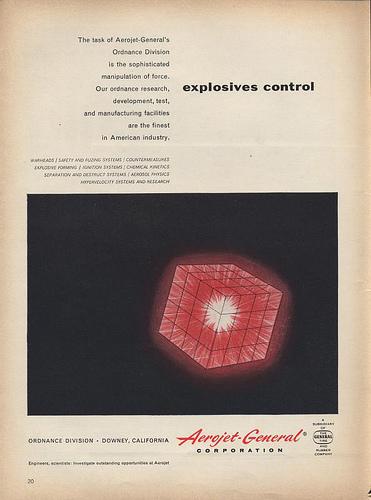 The task of Aerojet-General's
Ordnance Division
is the sophisticated
manipulation of force.
Our ordnance research,
development, test,
and manufacturing facilities
are the finest
in American industry.
explosives control
WARHEADS | SAFETY AND FUZING SYSTEMS | COUNTERMEASURES
EXPLOSIVE FORMING | IGNITION SYSTEMS | CHEMICAL KINETICS
SEPARATION AND DESTRUCT SYSTEMS | AEROSOL PHYSICS
HYPERVELOCITY SYSTEMS AND RESEARCH
ORDNANCE DIVISION • DOWNEY, CALIFORNIA
Aerojet-General®
CORPORATION
A
SUBSIDIARY
OF
THE
GENERAL
TIRE
AND
RUBBER
COMPANY
Engineers, scientists: Investigate outstanding opportunities at Aerojet
20